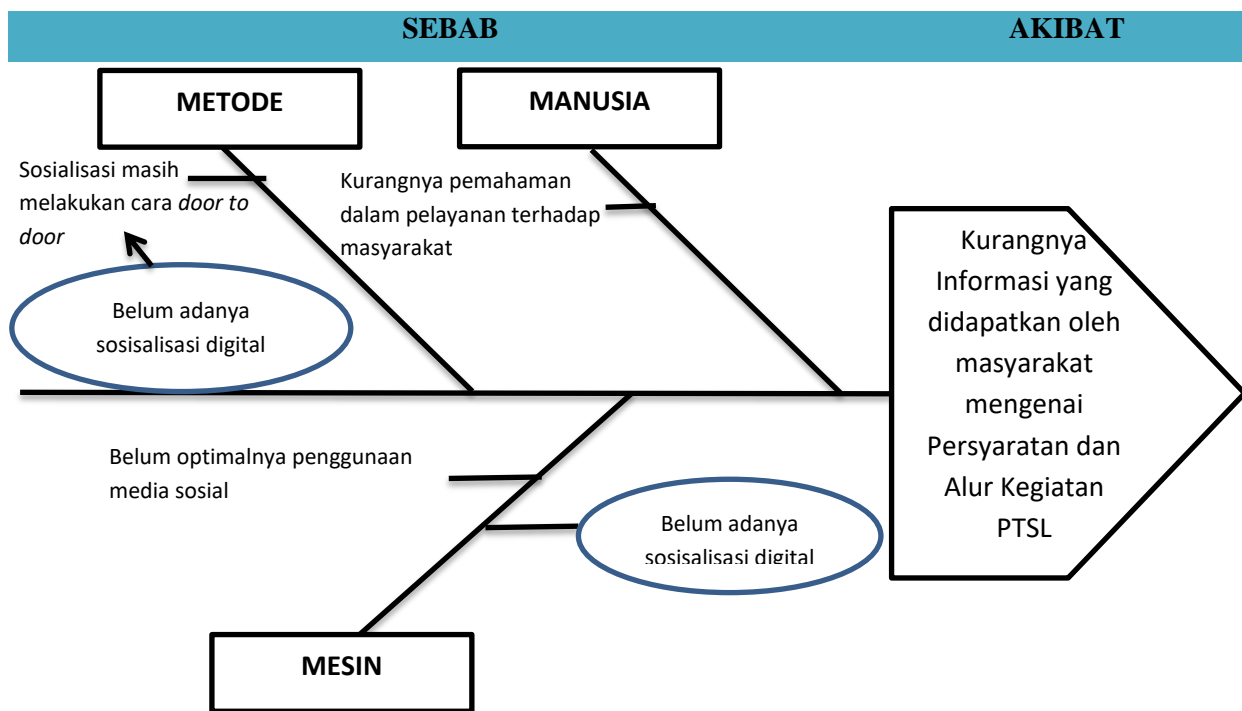 SEBAB
AKIBAT
METODE
MANUSIA
Sosialisasi masih
melakukan cara door to
door
Kurangnya pemahaman
dalam pelayanan terhadap
masyarakat
Belum adanya
sosisalisasi digital
Kurangnya
Informasi yang
didapatkan oleh
masyarakat
mengenai
Persyaratan dan
Alur Kegiatan
PTSL
Belum optimalnya penggunaan
media sosial
Belum adanya
sosisalisasi digital
MESIN